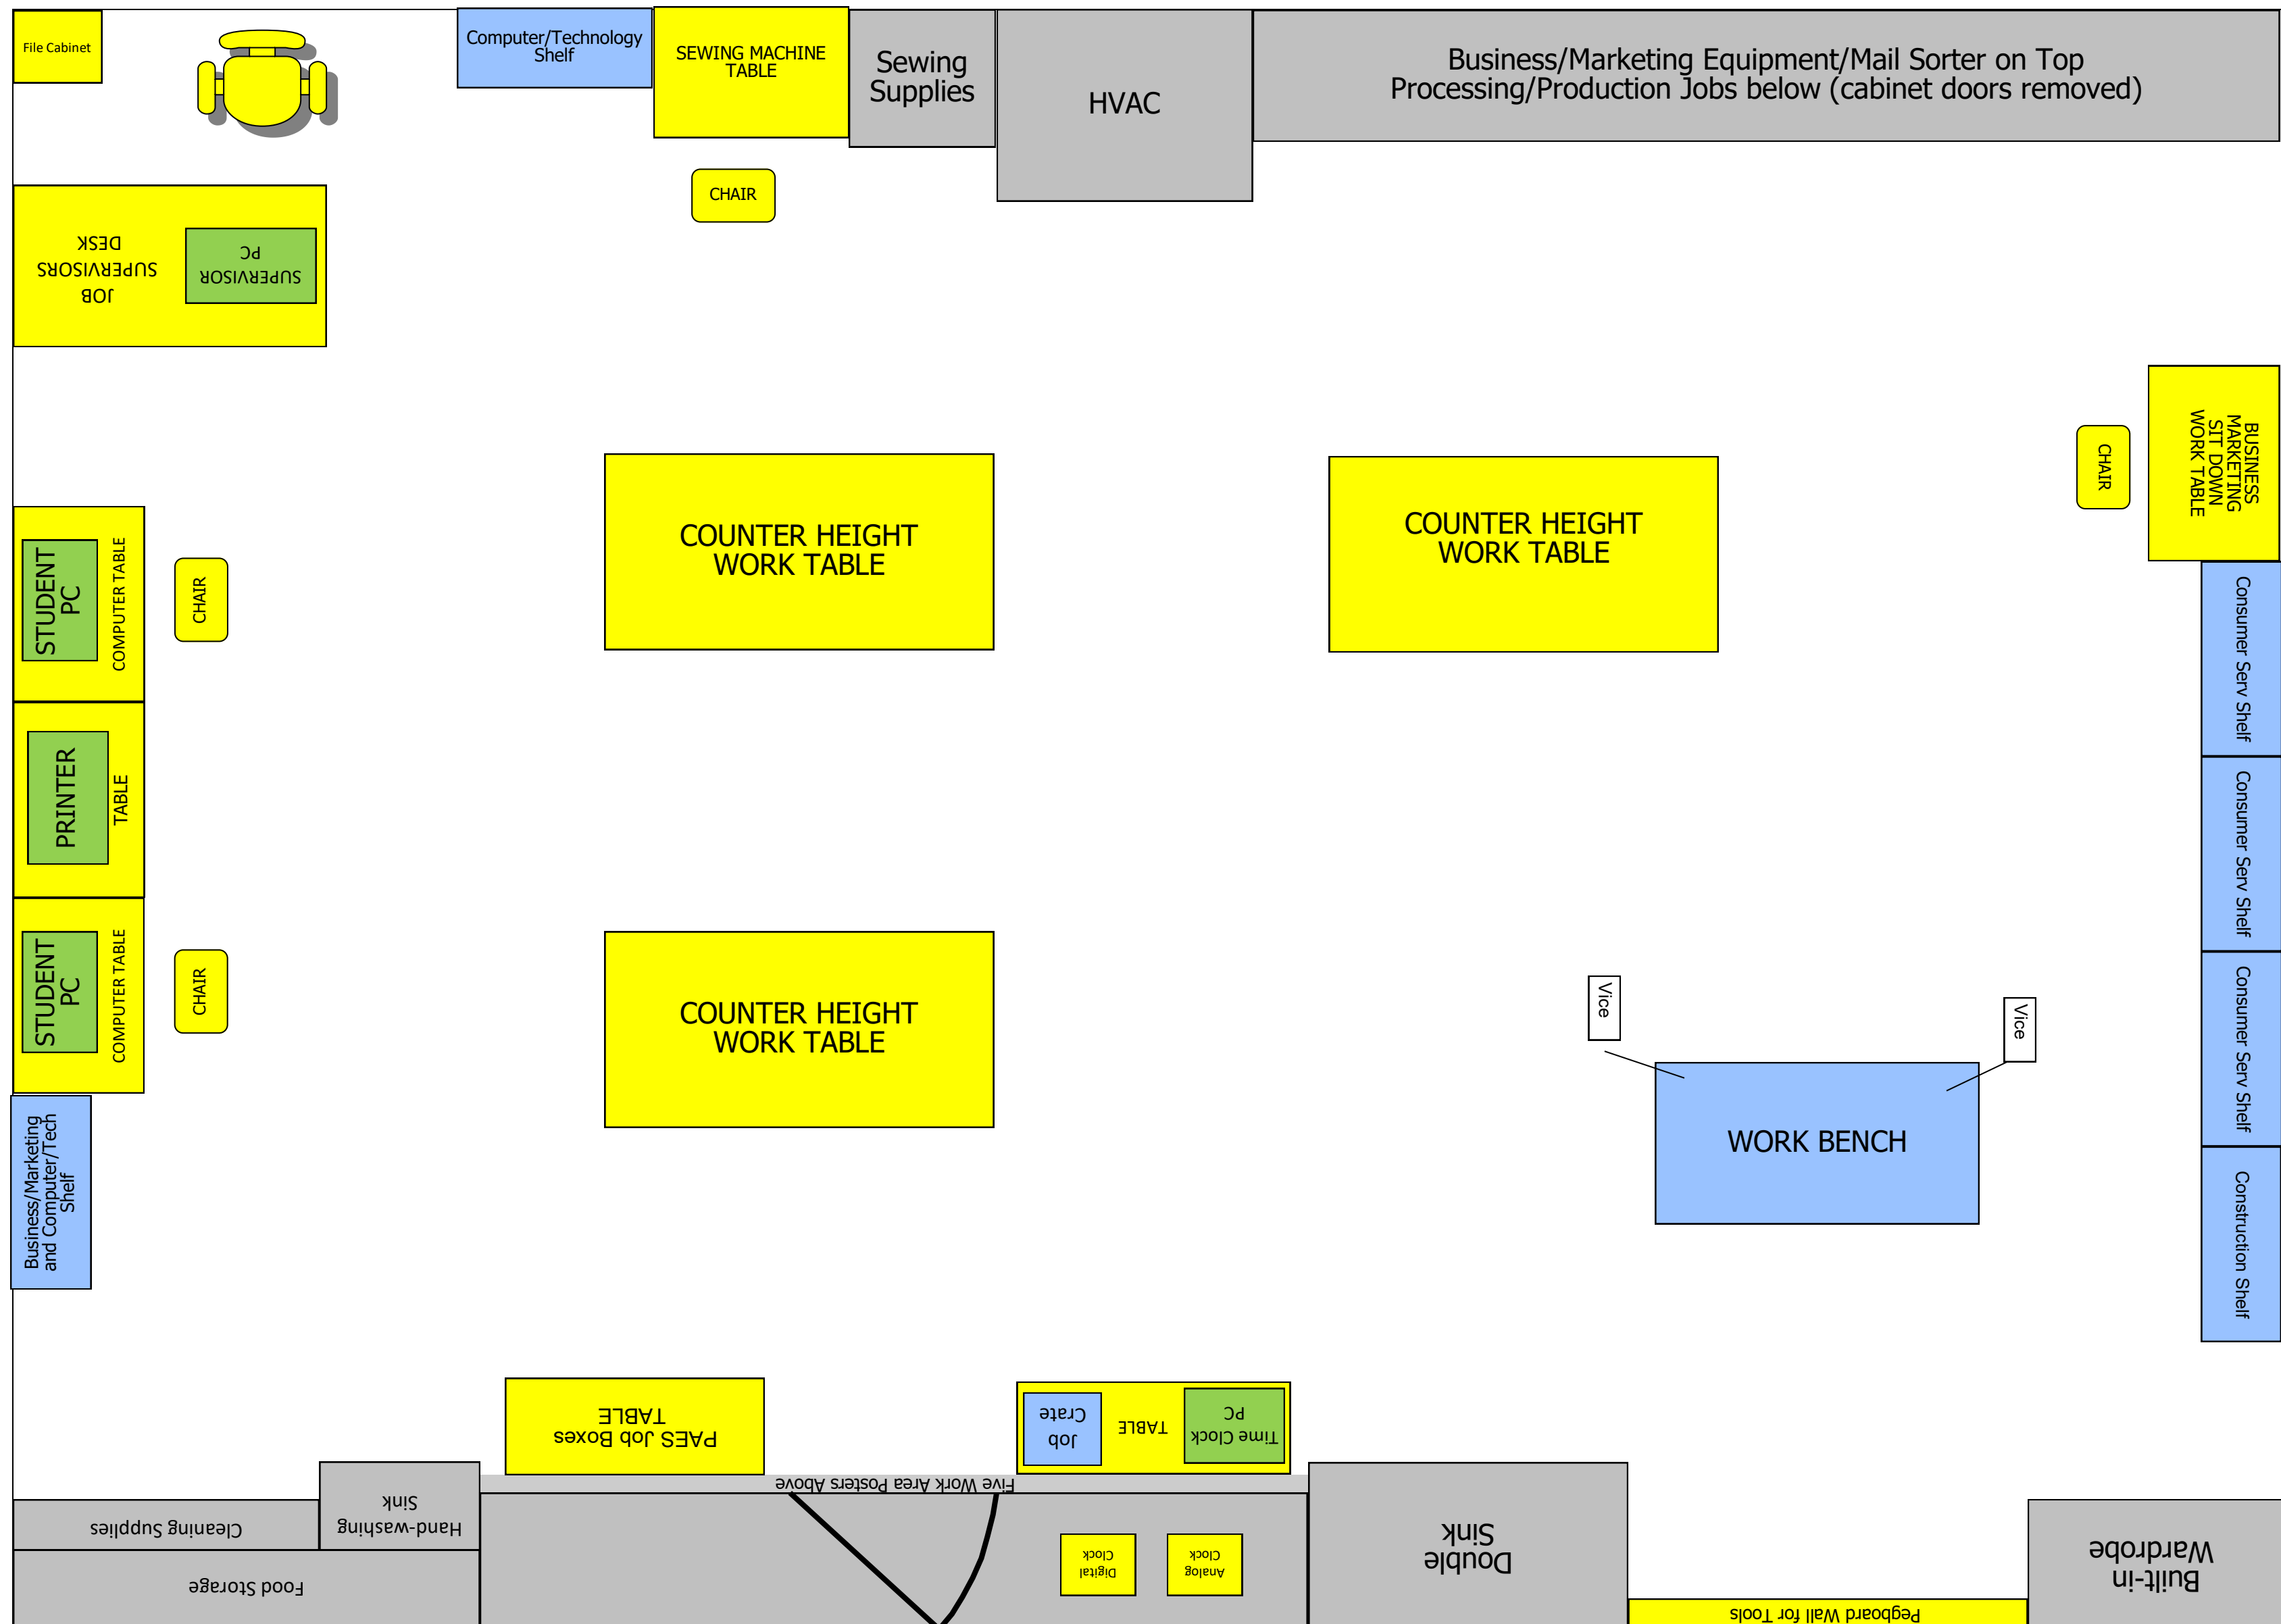 File Cabinet
Computer/Technology
Shelf
SEWING MACHINE
TABLE
Sewing
Supplies
HVAC
Business/Marketing Equipment/Mail Sorter on Top
Processing/Production Jobs below (cabinet doors removed)
CHAIR
JOB
SUPERVISORS
DESK
SUPERVISOR
PC
BUSINESS
MARKETING
SIT DOWN
WORK TABLE
CHAIR
COUNTER HEIGHT
WORK TABLE
COUNTER HEIGHT
WORK TABLE
STUDENT
PC
COMPUTER TABLE
CHAIR
Consumer Serv Shelf
PRINTER
TABLE
Consumer Serv Shelf
STUDENT
PC
COMPUTER TABLE
CHAIR
COUNTER HEIGHT
WORK TABLE
Vice
Vice
Consumer Serv Shelf
WORK BENCH
Business/Marketing
and Computer/Tech
Shelf
Construction Shelf
PAES Job Boxes
TABLE
Job
Crate
TABLE
Time Clock
PC
Five Work Area Posters Above
Hand-washing
Sink
Cleaning Supplies
Food Storage
Digital
Clock
Analog
Clock
Double
Sink
Built-in
Wardrobe
Pegboard Wall for Tools